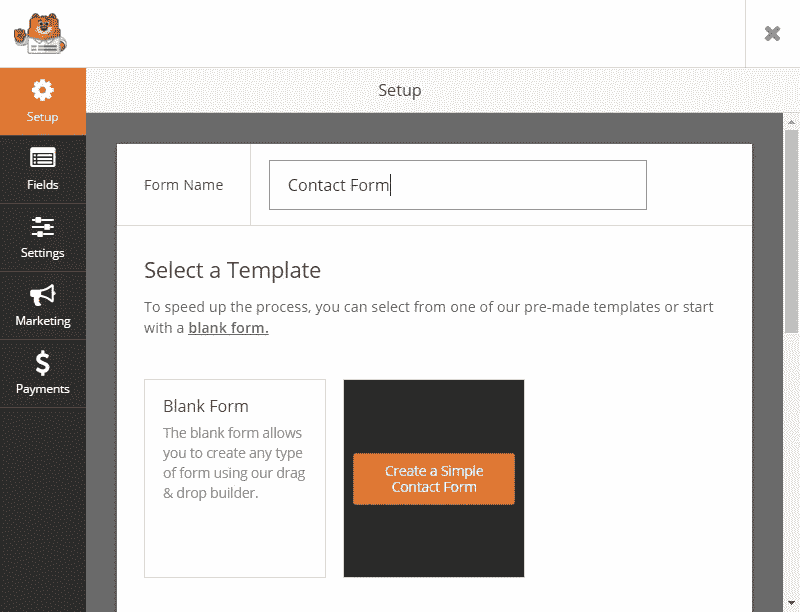 Setup
Setup
Fields
Settings
Marketing
Payments
Form Name
Contact Form
Select a Template
To speed up the process, you can select from one of our pre-made templates or start
with a blank form.
Blank Form
The blank form allows
you to create any type
of form using our drag
& drop builder.
Create a Simple
Contact Form